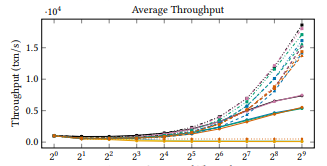 Average Throughput
·10⁴
Throughput (txn/s)
1.5
1.0
0.5
0.0
2⁰ 2¹ 2² 2³ 2⁴ 2⁵ 2⁶ 2⁷ 2⁸ 2⁹